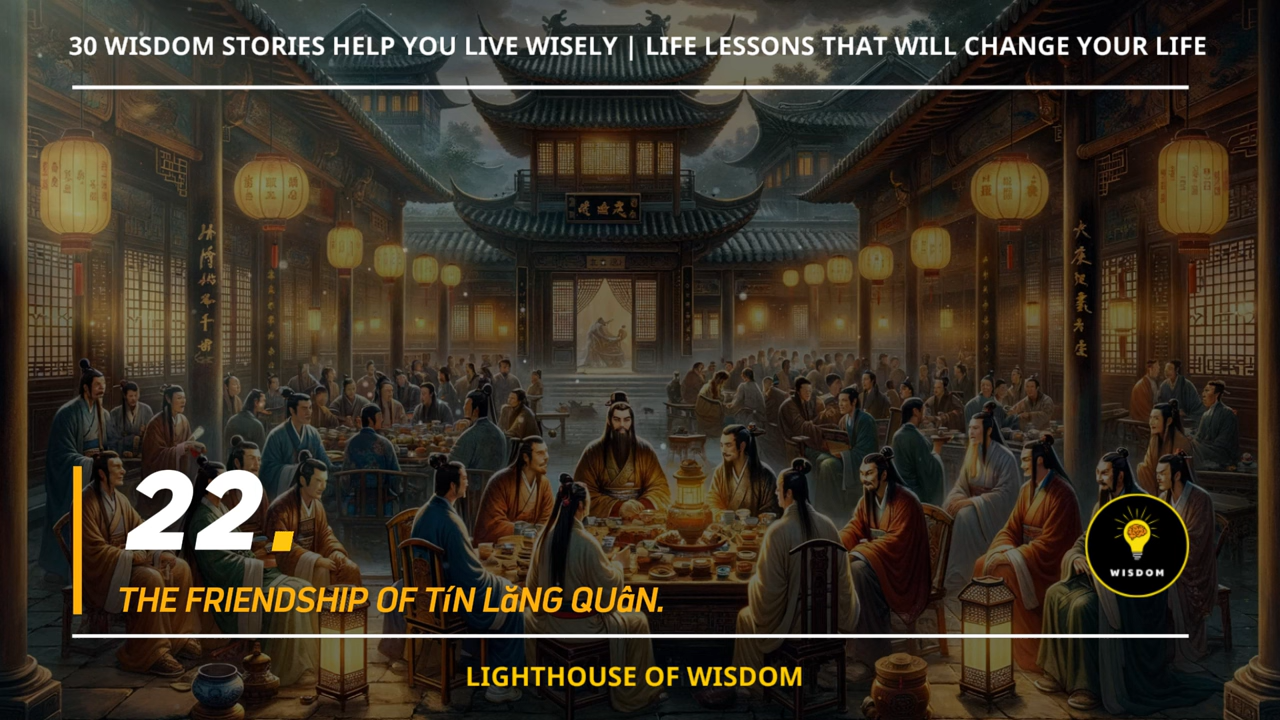 30 WISDOM STORIES HELP YOU LIVE WISELY | LIFE LESSONS THAT WILL CHANGE YOUR LIFE
22.
THE FRIENDSHIP OF TíN LăNG QUâN.
WISDOM
LIGHTHOUSE OF WISDOM